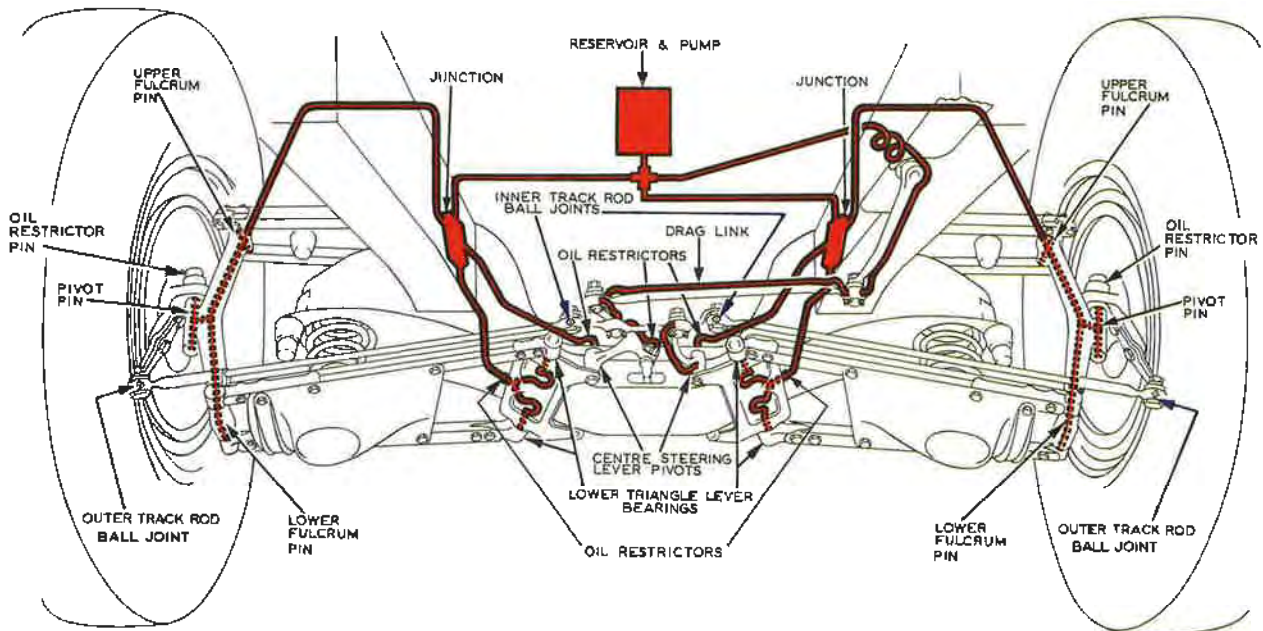 RESERVOIR & PUMP
UPPER
FULCRUM
PIN
JUNCTION
JUNCTION
UPPER
FULCRUM
PIN
INNER TRACK ROD
BALL JOINTS
OIL
RESTRICTOR
PIN
DRAG LINK
OIL
RESTRICTOR
PIN
OIL RESTRICTORS
PIVOT
PIN
PIVOT
PIN
CENTRE STEERING
LEVER PIVOTS
LOWER TRIANGLE LEVER
BEARINGS
OUTER TRACK ROD
BALL JOINT
LOWER
FULCRUM
PIN
OIL RESTRICTORS
LOWER
FULCRUM
PIN
OUTER TRACK ROD
BALL JOINT